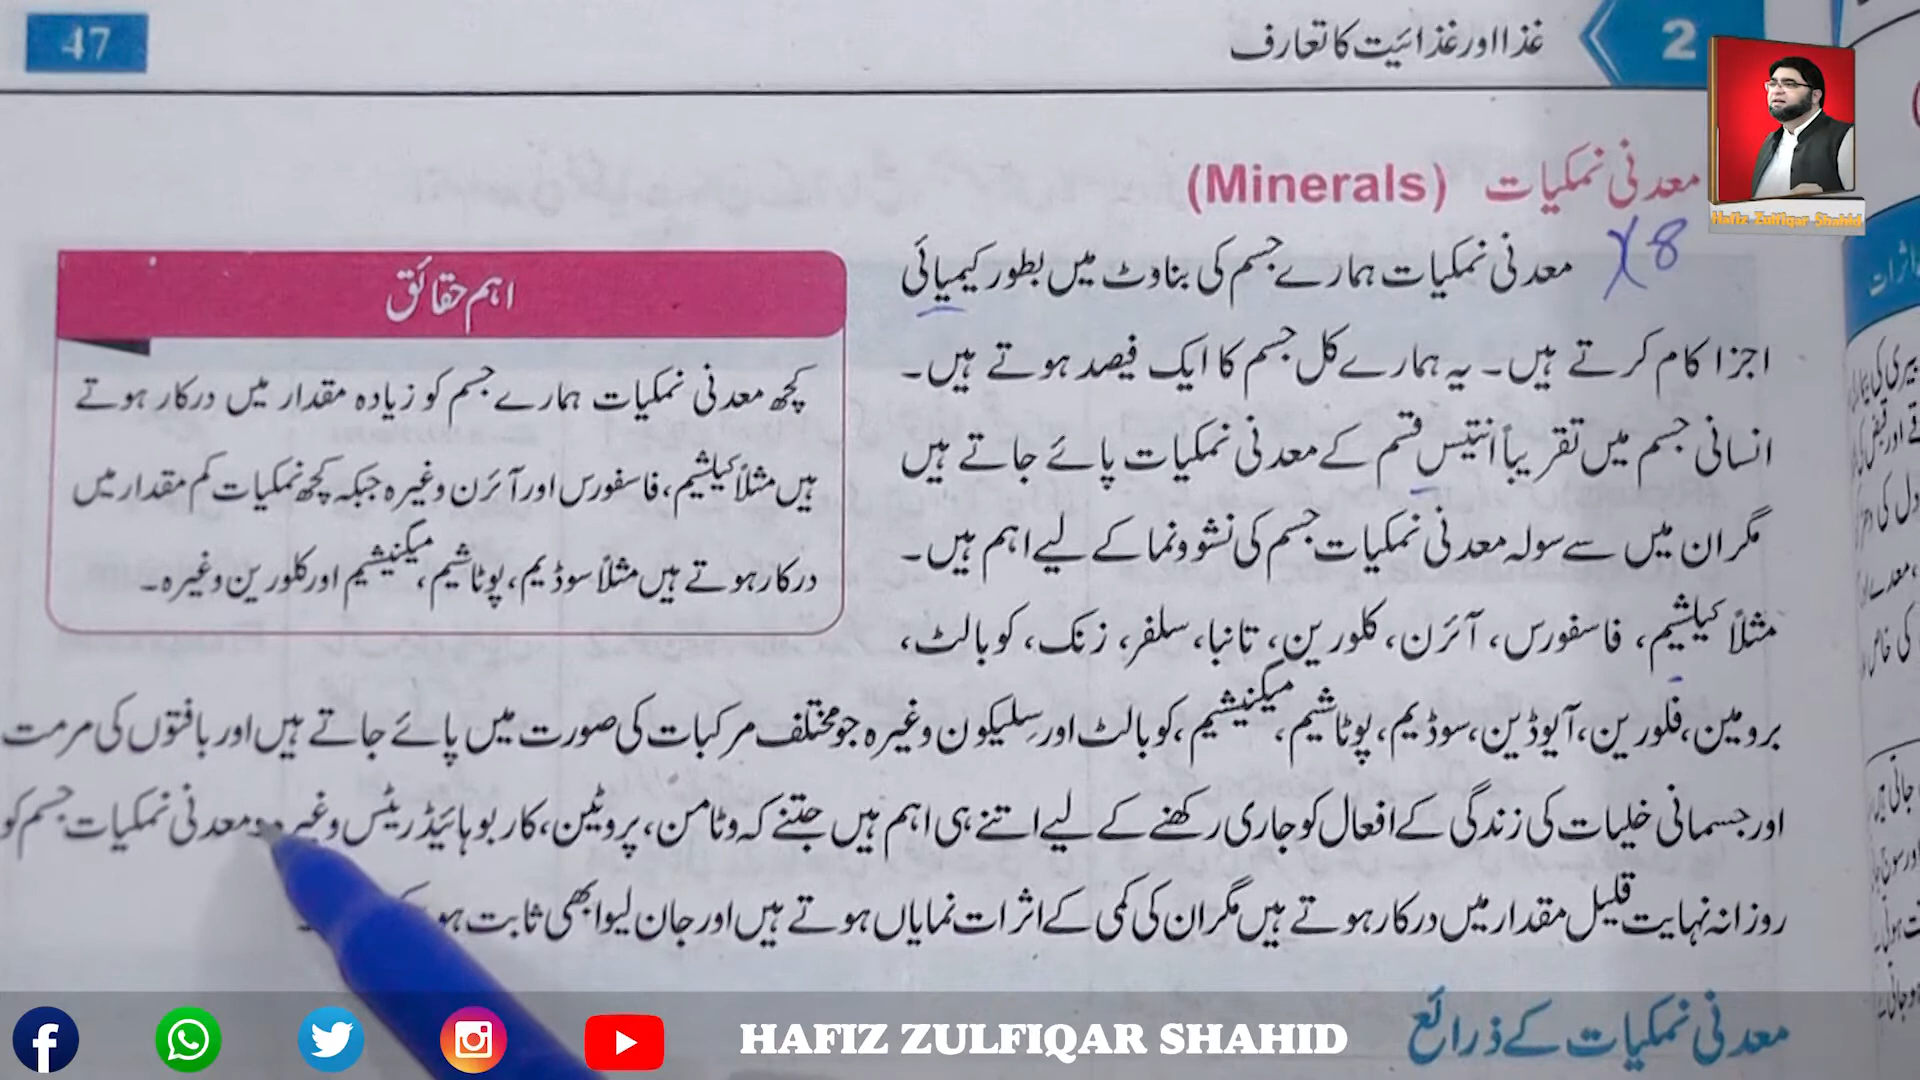 47
غذا اور غذائیت کا تعارف
2
Hafiz Zulfiqar Shahid
معدنی نمکیات (Minerals)
8
معدنی نمکیات ہمارے جسم کی بناوٹ میں بطور کیمیائی
اجزا کام کرتے ہیں۔ یہ ہمارے کل جسم کا ایک فیصد ہوتے ہیں۔
انسانی جسم میں تقریباً انتیس قسم کے معدنی نمکیات پائے جاتے ہیں
مگر ان میں سے سولہ معدنی نمکیات جسم کی نشوونما کے لیے اہم ہیں۔
مثلاً کیلشیم، فاسفورس، آئرن، کلورین، تانبا، سلفر، زنک، کوبالٹ،
برومین، فلورین، آیوڈین، سوڈیم، پوٹاشیم، میگنیشیم، کوبالٹ اور سِلیکون وغیرہ جو مختلف مرکبات کی صورت میں پائے جاتے ہیں اور بافتوں کی مرمت
اور جسمانی خلیات کی زندگی کے افعال کو جاری رکھنے کے لیے اتنے ہی اہم ہیں جتنے کہ وٹامن، پروٹین، کاربوہائیڈریٹس وغیرہ معدنی نمکیات جسم کو
روزانہ نہایت قلیل مقدار میں درکار ہوتے ہیں مگر ان کی کمی کے اثرات نمایاں ہوتے ہیں اور جان لیوا بھی ثابت
اہم حقائق
کچھ معدنی نمکیات ہمارے جسم کو زیادہ مقدار میں درکار ہوتے
ہیں مثلاً کیلشیم، فاسفورس اور آئرن وغیرہ جبکہ کچھ نمکیات کم مقدار میں
درکار ہوتے ہیں مثلاً سوڈیم، پوٹاشیم، میگنیشیم اور کلورین وغیرہ۔
معدنی نمکیات کے ذرائع
HAFIZ ZULFIQAR SHAHID